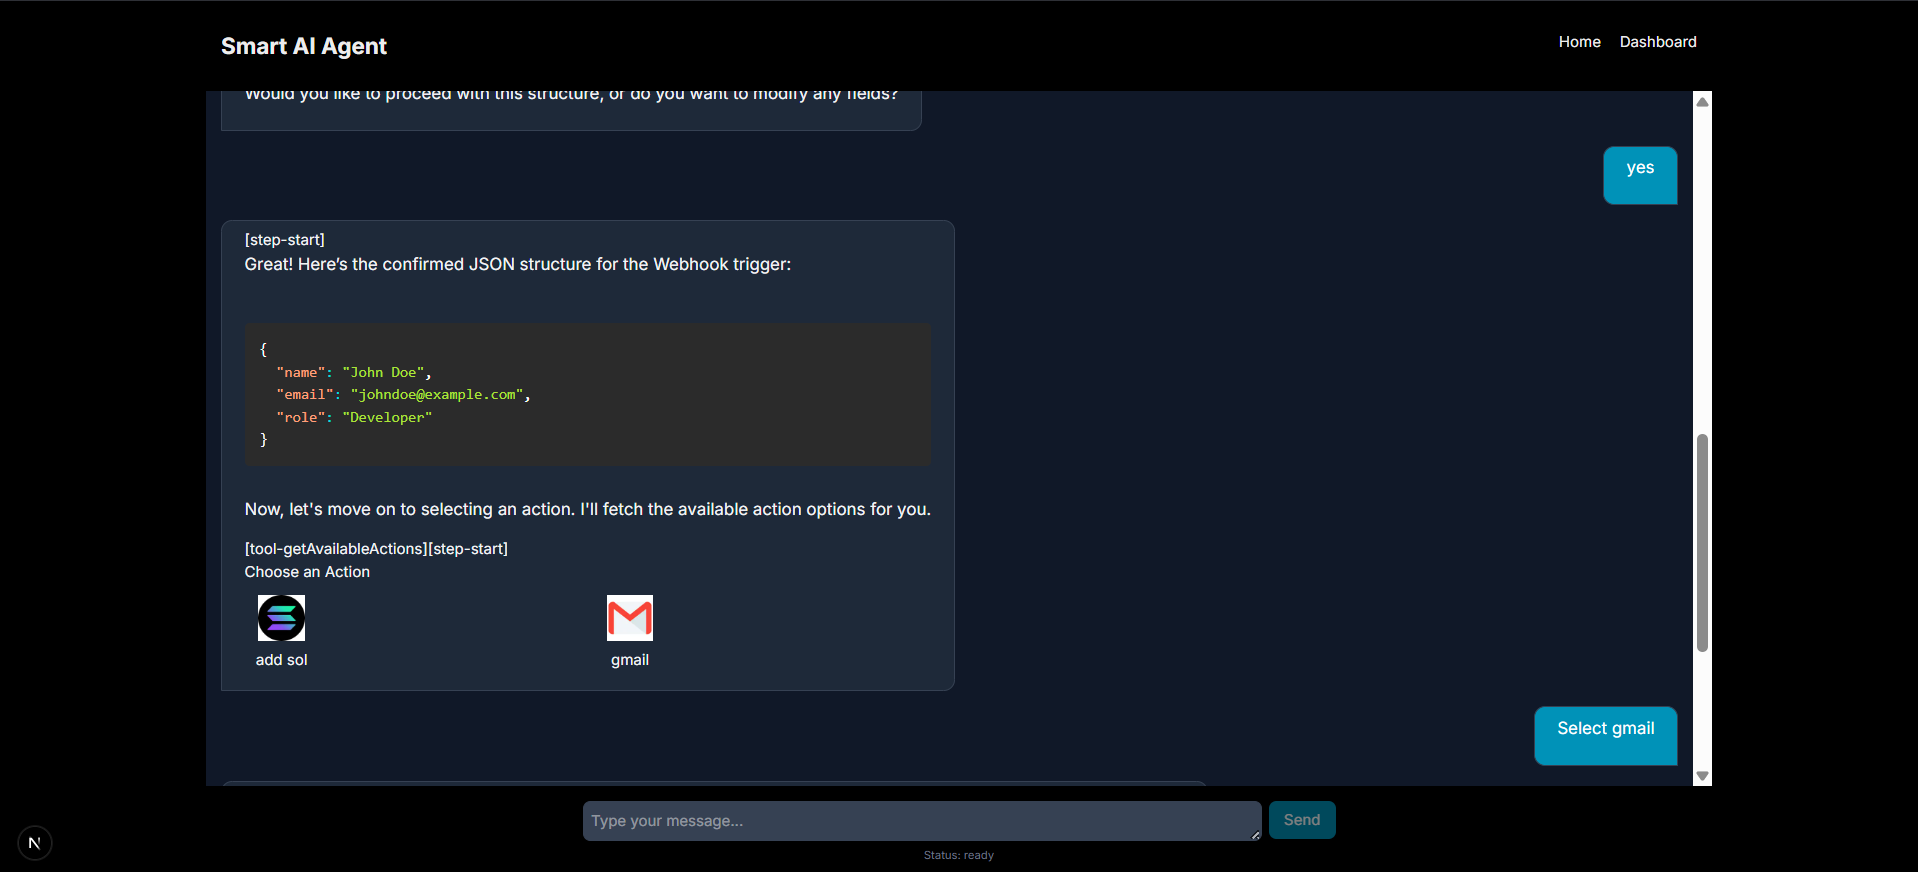 Smart AI Agent
Home
Dashboard
Would you like to proceed with this structure, or do you want to modify any fields?
yes
[step-start]
Great! Here’s the confirmed JSON structure for the Webhook trigger:
{
  "name": "John Doe",
  "email": "johndoe@example.com",
  "role": "Developer"
}
Now, let's move on to selecting an action. I'll fetch the available action options for you.
[tool-getAvailableActions][step-start]
Choose an Action
add sol
gmail
Select gmail
Type your message...
Send
Status: ready
N